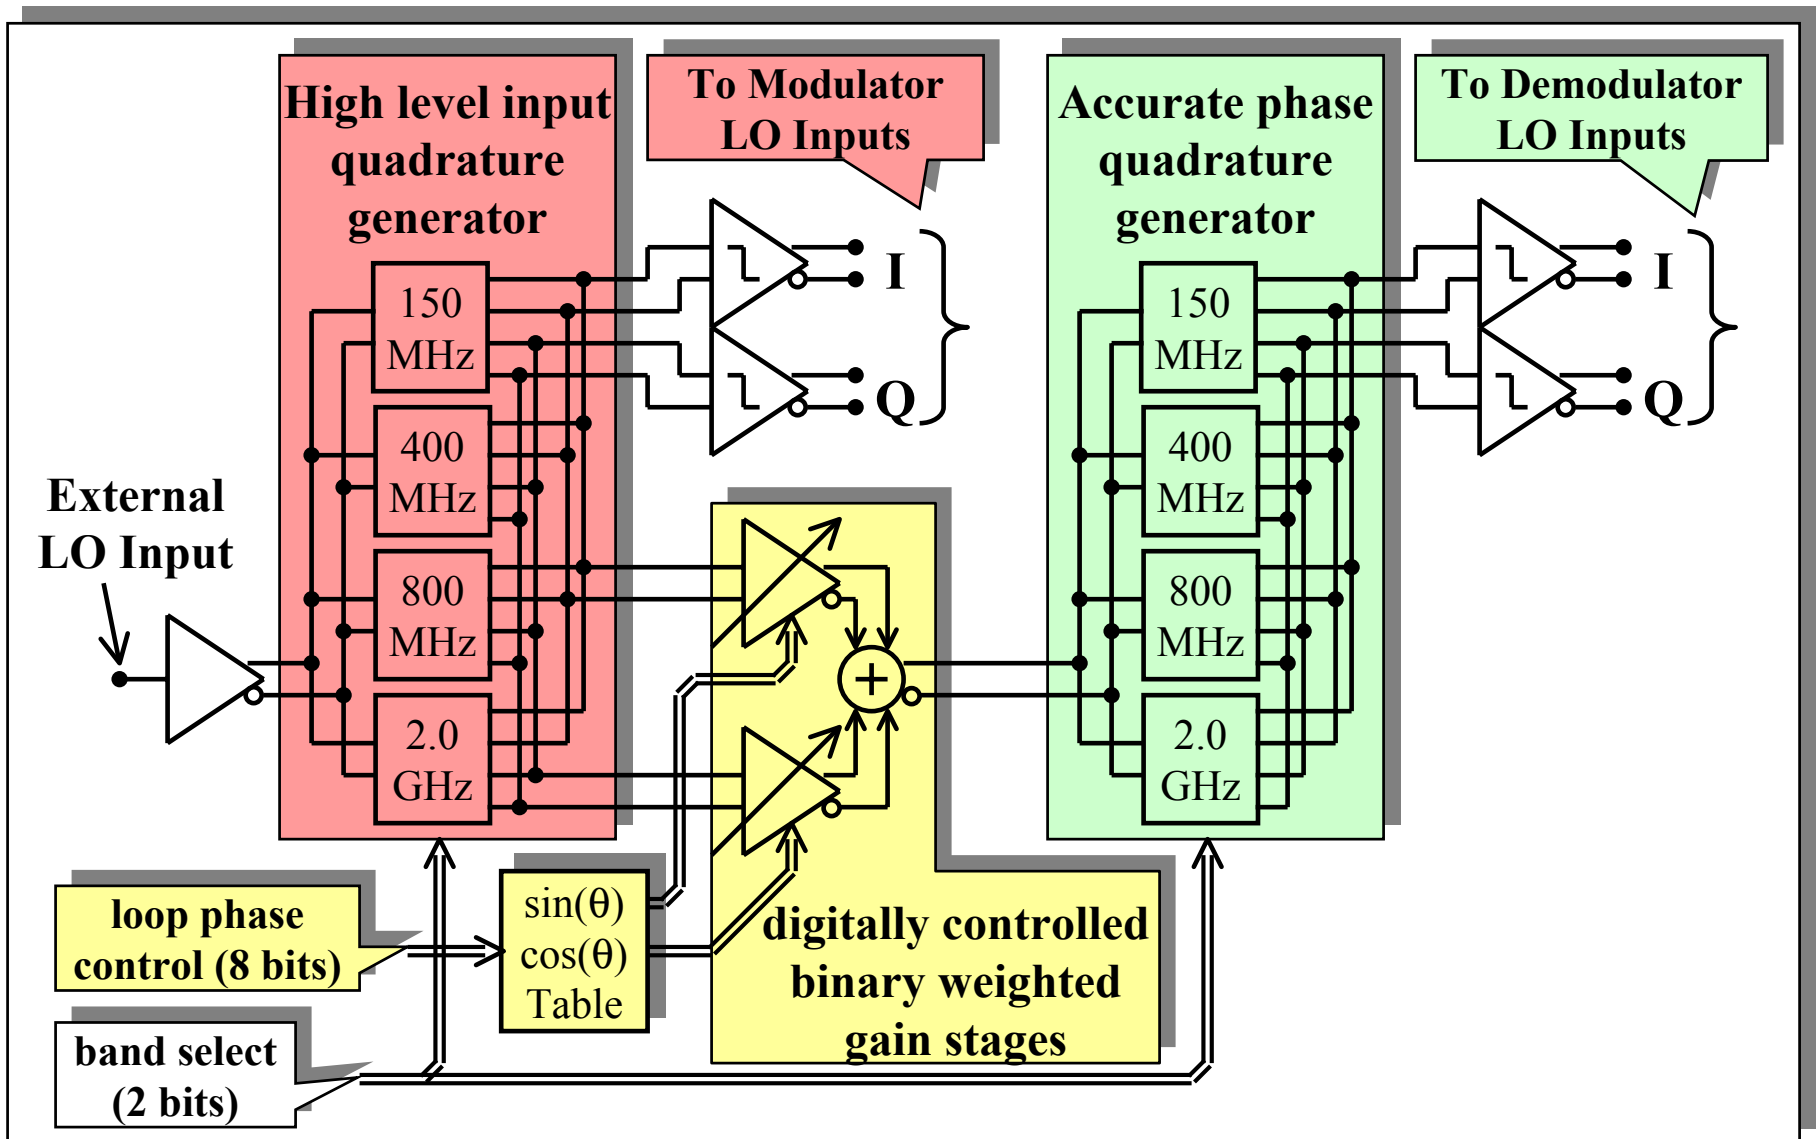 High level input
quadrature
generator
150
MHz
400
MHz
800
MHz
2.0
GHz
To Modulator
LO Inputs
I
Q
Accurate phase
quadrature
generator
150
MHz
400
MHz
800
MHz
2.0
GHz
To Demodulator
LO Inputs
I
Q
External
LO Input
+
loop phase
control (8 bits)
sin(θ)
cos(θ)
Table
digitally controlled
binary weighted
gain stages
band select
(2 bits)